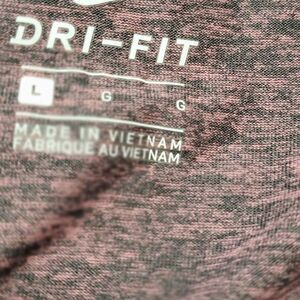 DRI-FIT
L G G
MADE IN VIETNAM
FABRIQUE AU VIETNAM